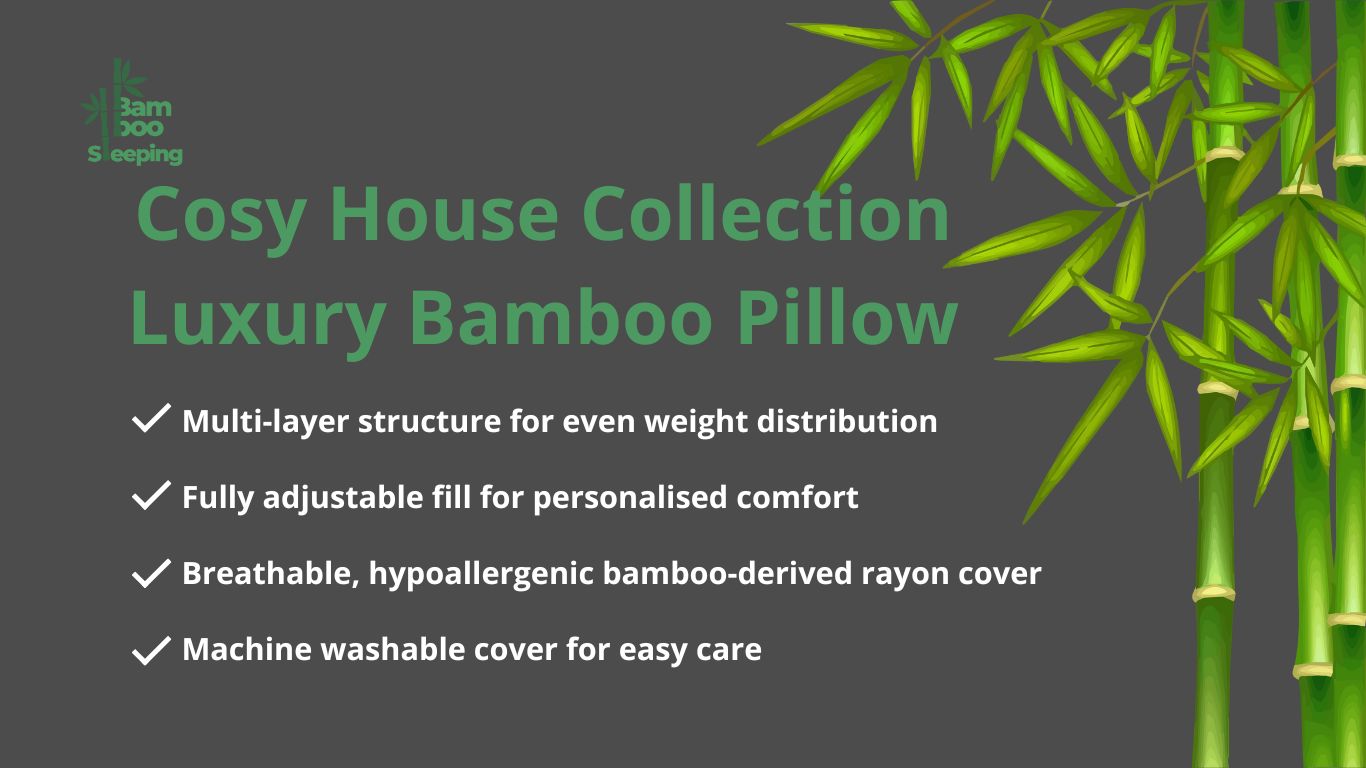 Bam
boo
Sleeping
Cosy House Collection
Luxury Bamboo Pillow
Multi-layer structure for even weight distribution
Fully adjustable fill for personalised comfort
Breathable, hypoallergenic bamboo-derived rayon cover
Machine washable cover for easy care